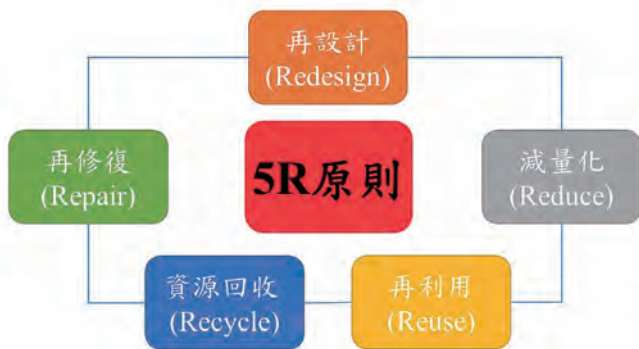 再設計
(Redesign)
再修復
(Repair)
5R原則
減量化
(Reduce)
資源回收
(Recycle)
再利用
(Reuse)